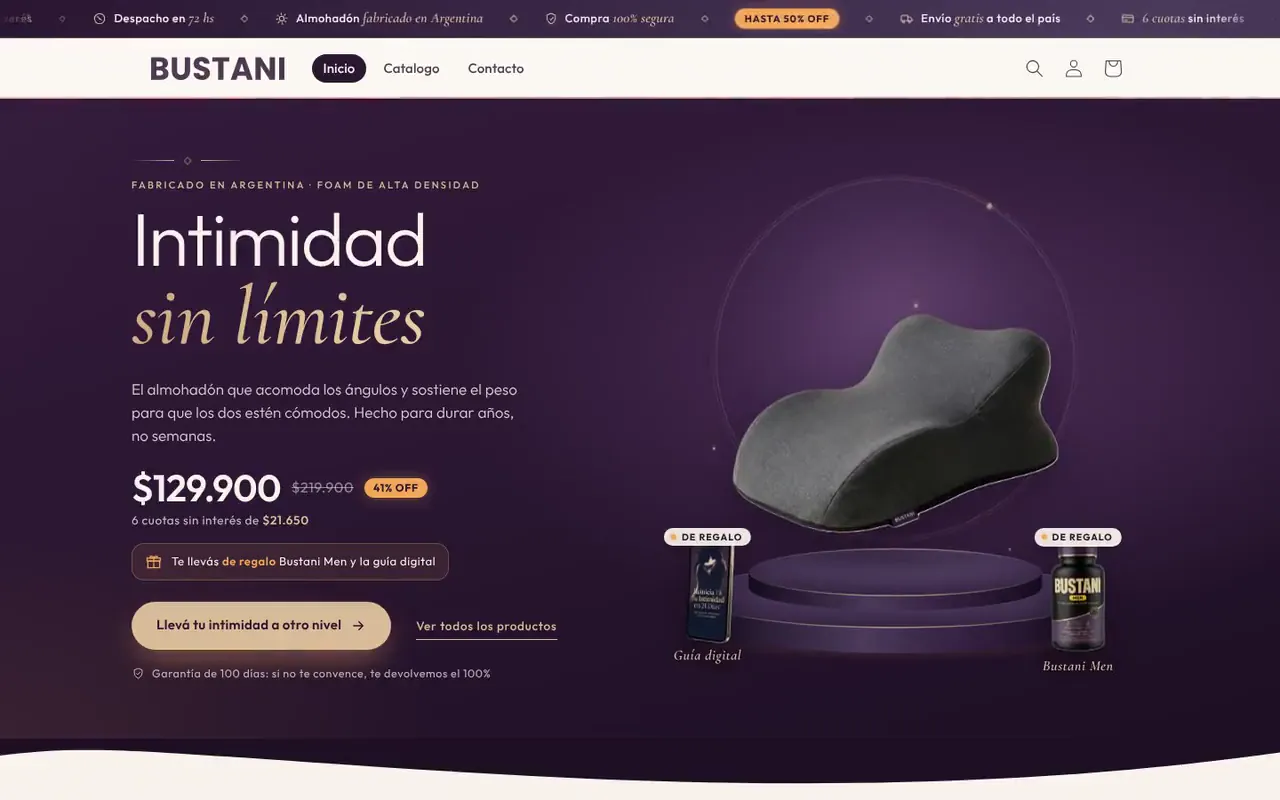 Despacho en 72 hs
Almohadón fabricado en Argentina
Compra 100% segura
HASTA 50% OFF
Envío gratis a todo el país
6 cuotas sin interés
BUSTANI
Inicio
Catalogo
Contacto
FABRICADO EN ARGENTINA · FOAM DE ALTA DENSIDAD
Intimidad
sin límites
El almohadón que acomoda los ángulos y sostiene el peso
para que los dos estén cómodos. Hecho para durar años,
no semanas.
$129.900 $219.900 41% OFF
6 cuotas sin interés de $21.650
Te llevás de regalo Bustani Men y la guía digital
Llevá tu intimidad a otro nivel →
Ver todos los productos
Garantía de 100 días: si no te convence, te devolvemos el 100%
BUSTANI
DE REGALO
Guía digital
DE REGALO
BUSTANI
MEN
Bustani Men